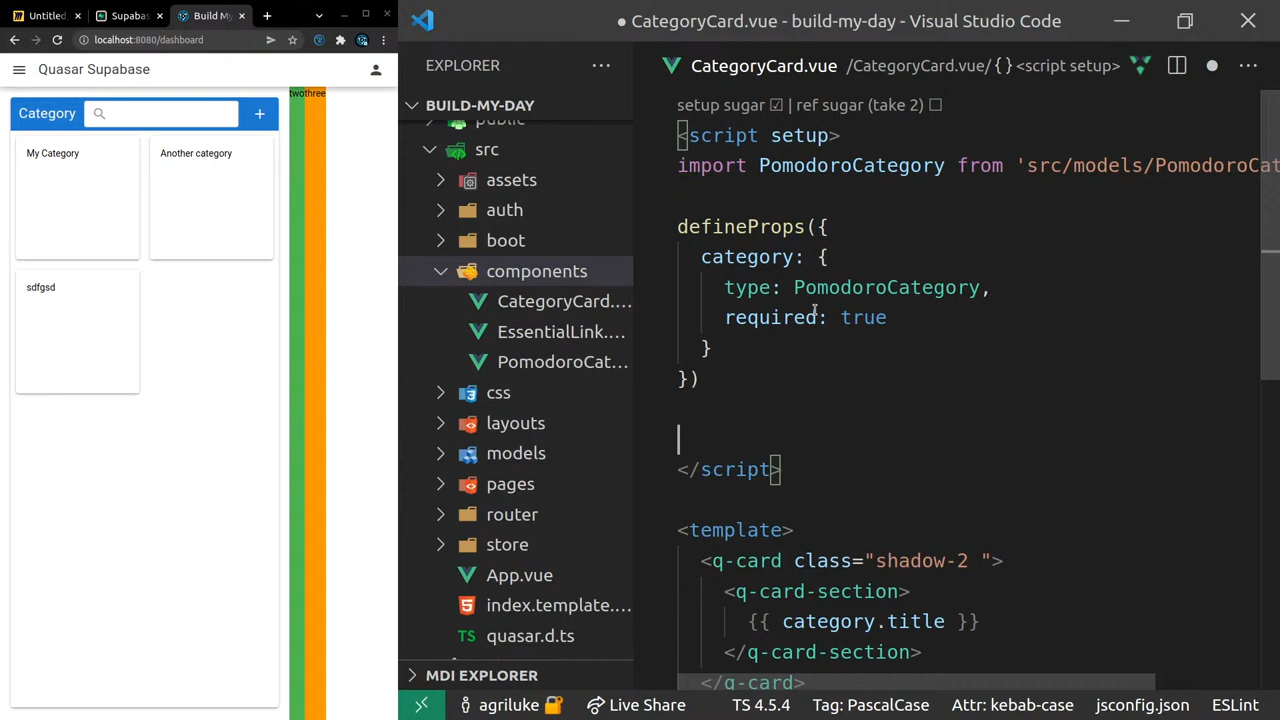 Untitled,
Supabas
Build My
localhost:8080/dashboard
Quasar Supabase
Category
My Category
Another category
sdfgsd
twothree
CategoryCard.vue - build-my-day - Visual Studio Code
EXPLORER
BUILD-MY-DAY
public
src
assets
auth
boot
components
CategoryCard....
EssentialLink....
PomodoroCat...
css
layouts
models
pages
router
store
App.vue
index.template....
quasar.d.ts
MDI EXPLORER
CategoryCard.vue /CategoryCard.vue/ {} <script setup>
setup sugar ☑ | ref sugar (take 2) ☐
<script setup>
import PomodoroCategory from 'src/models/PomodoroCat
defineProps({
category: {
type: PomodoroCategory,
required: true
}
})
</script>
<template>
<q-card class="shadow-2 ">
<q-card-section>
{{ category.title }}
</q-card-section>
</q-card>
agriluke Live Share TS 4.5.4 Tag: PascalCase Attr: kebab-case jsconfig.json ESLint